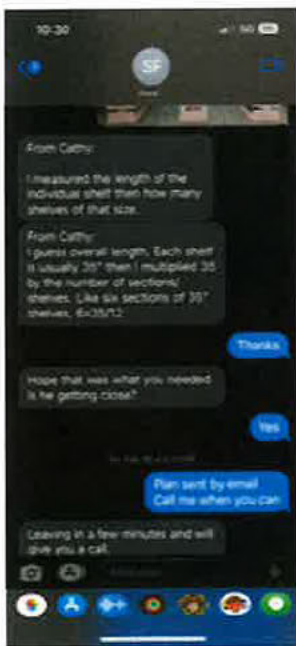 10:30
5G
SF
From Cathy:
I measured the length of the
individual shelf then how many
shelves of that size.
From Cathy:
I guess overall length. Each shelf
is usually 35" then I multiplied 35
by the number of sections/
shelves. Like six sections of 35"
shelves, 6×35/12
Thanks
Hope that was what you needed
is he getting close?
Yes
Plan sent by email
Call me when you can
Leaving in a few minutes and will
give you a call.